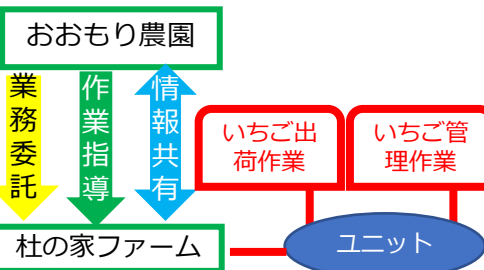 おおもり農園
業務委託
作業指導
情報共有
いちご出
荷作業
いちご管
理作業
杜の家ファーム
ユニット